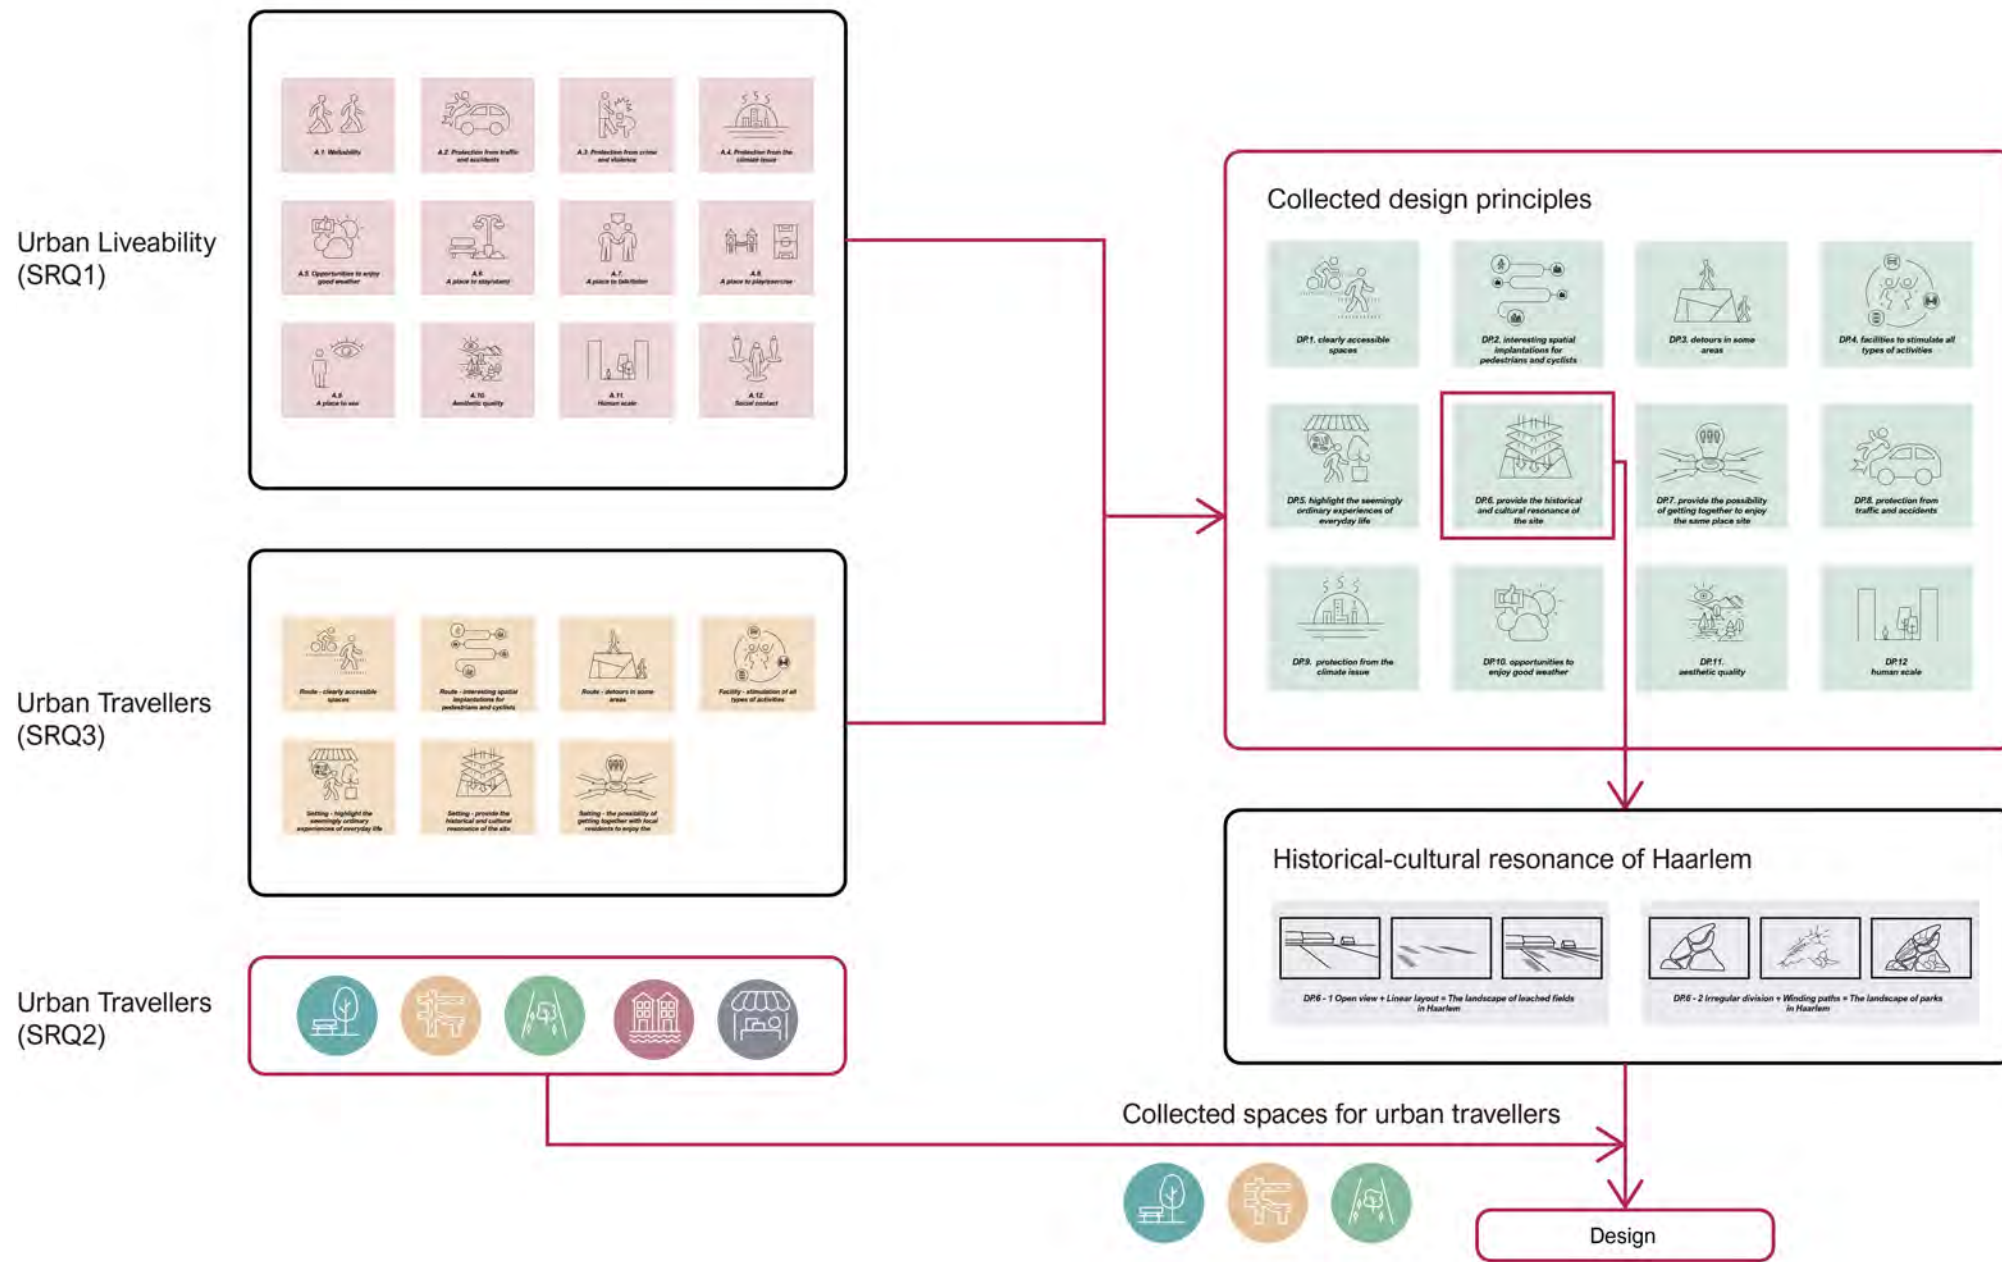 Urban Liveability
(SRQ1)
A.1. Walkability
A.2. Protection from traffic
and accidents
A.3. Protection from crime
and violence
A.4. Protection from the
climate issue
A.5. Opportunities to enjoy
good weather
A.6.
A place to stay/stand
A.7.
A place to talk/listen
A.8.
A place to play/exercise
A.9.
A place to see
A.10.
Aesthetic quality
A.11.
Human scale
A.12.
Social contact
Urban Travellers
(SRQ3)
Route - clearly accessible
spaces
Route - interesting spatial
implantations for
pedestrians and cyclists
Route - detours in some
areas
Facility - stimulation of all
types of activities
Setting - highlight the
seemingly ordinary
experiences of everyday life
Setting - provide the
historical and cultural
resonance of the site
Setting - the possibility of
getting together with local
residents to enjoy the
Urban Travellers
(SRQ2)
Collected design principles
DP.1. clearly accessible
spaces
DP.2. interesting spatial
implantations for
pedestrians and cyclists
DP.3. detours in some
areas
DP.4. facilities to stimulate all
types of activities
DP.5. highlight the seemingly
ordinary experiences of
everyday life
DP.6. provide the historical
and cultural resonance of
the site
DP.7. provide the possibility
of getting together to enjoy
the same place site
DP.8. protection from
traffic and accidents
DP.9. protection from the
climate issue
DP.10. opportunities to
enjoy good weather
DP.11.
aesthetic quality
DP.12
human scale
Historical-cultural resonance of Haarlem
DP.6 - 1 Open view + Linear layout = The landscape of leached fields
in Haarlem
DP.6 - 2 Irregular division + Winding paths = The landscape of parks
in Haarlem
Collected spaces for urban travellers
Design